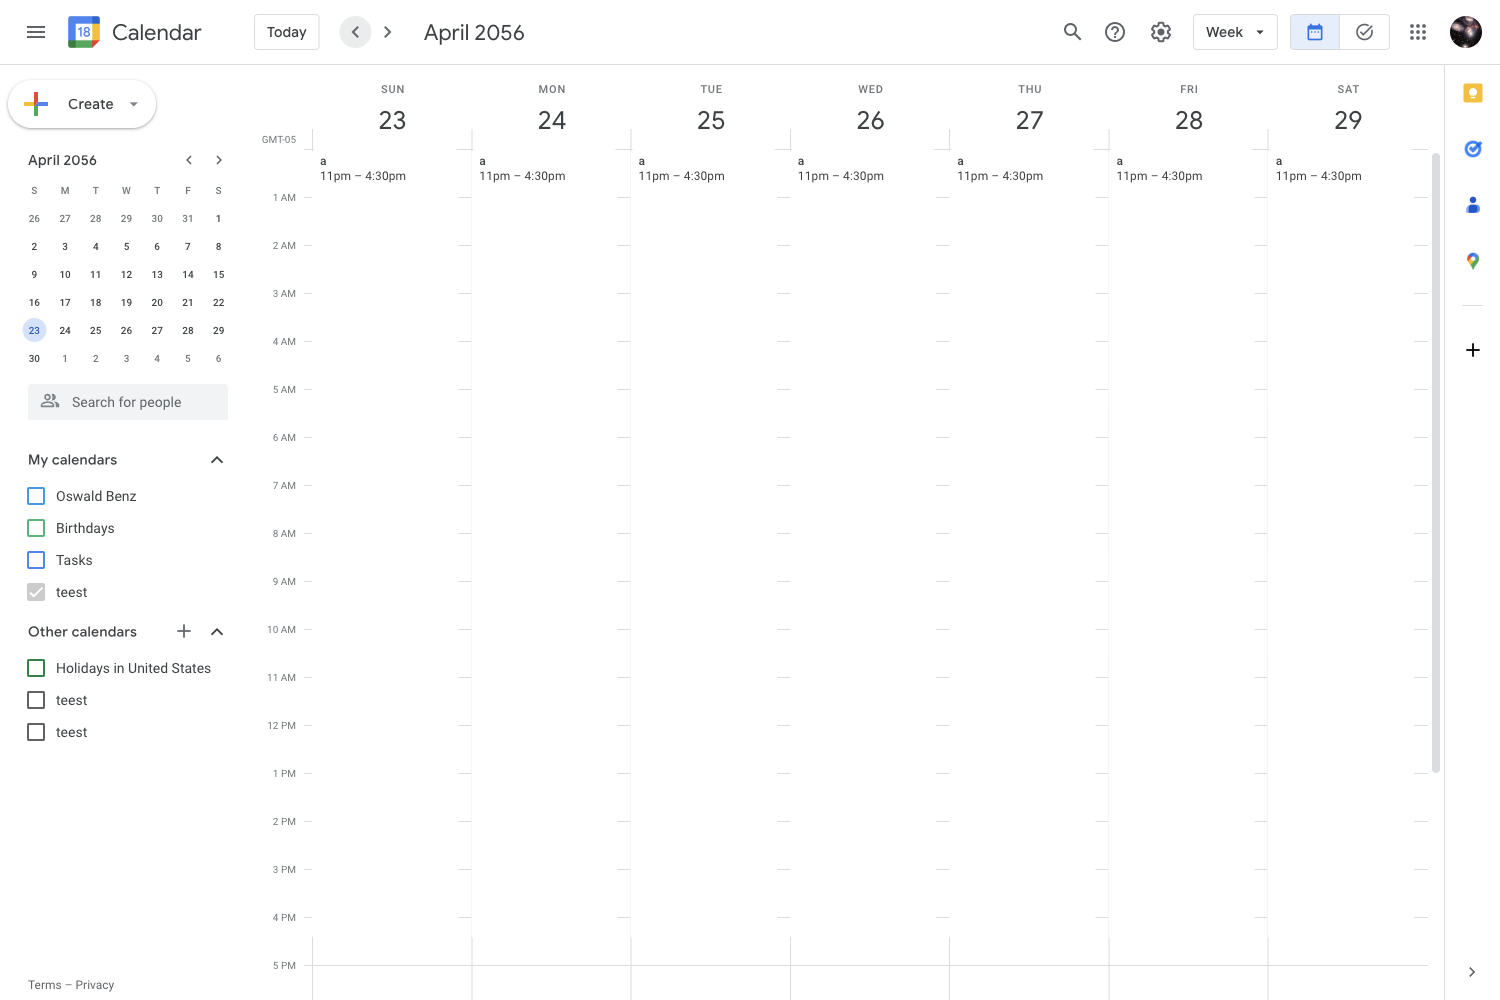 18 Calendar Today April 2056 Week
Create
April 2056
S M T W T F S
26 27 28 29 30 31 1
2 3 4 5 6 7 8
9 10 11 12 13 14 15
16 17 18 19 20 21 22
23 24 25 26 27 28 29
30 1 2 3 4 5 6
Search for people
My calendars
Oswald Benz
Birthdays
Tasks
teest
Other calendars
Holidays in United States
teest
teest
Terms – Privacy
SUN MON TUE WED THU FRI SAT
23 24 25 26 27 28 29
GMT-05
a a a a a a a
11pm – 4:30pm 11pm – 4:30pm 11pm – 4:30pm 11pm – 4:30pm 11pm – 4:30pm 11pm – 4:30pm 11pm – 4:30pm
1 AM
2 AM
3 AM
4 AM
5 AM
6 AM
7 AM
8 AM
9 AM
10 AM
11 AM
12 PM
1 PM
2 PM
3 PM
4 PM
5 PM